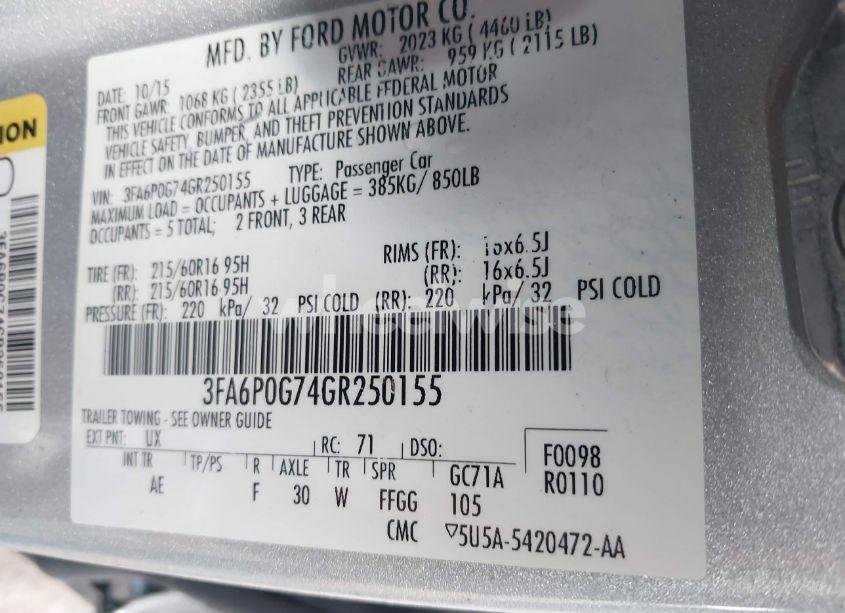 MFD. BY FORD MOTOR CO.
DATE: 10/15 GVWR: 2023 KG ( 4460 LB)
FRONT GAWR: 1068 KG ( 2355 LB) REAR GAWR: 959 KG ( 2115 LB)
THIS VEHICLE CONFORMS TO ALL APPLICABLE FEDERAL MOTOR
VEHICLE SAFETY, BUMPER, AND THEFT PREVENTION STANDARDS
IN EFFECT ON THE DATE OF MANUFACTURE SHOWN ABOVE.
VIN: 3FA6P0G74GR250155 TYPE: Passenger Car
MAXIMUM LOAD = OCCUPANTS + LUGGAGE = 385KG/ 850LB
OCCUPANTS = 5 TOTAL; 2 FRONT, 3 REAR
TIRE (FR): 215/60R16 95H RIMS (FR): 16x6.5J
(RR): 215/60R16 95H (RR): 16x6.5J
PRESSURE (FR): 220 kPa/ 32 PSI COLD (RR): 220 kPa/ 32 PSI COLD
wheelwise
3FA6P0G74GR250155
TRAILER TOWING - SEE OWNER GUIDE
EXT PNT: UX RC: 71 DSO: F0098
INT TR TP/PS R AXLE TR SPR GC71A R0110
AE F 30 W FFGG 105
CMC ▽5U5A-5420472-AA
ION